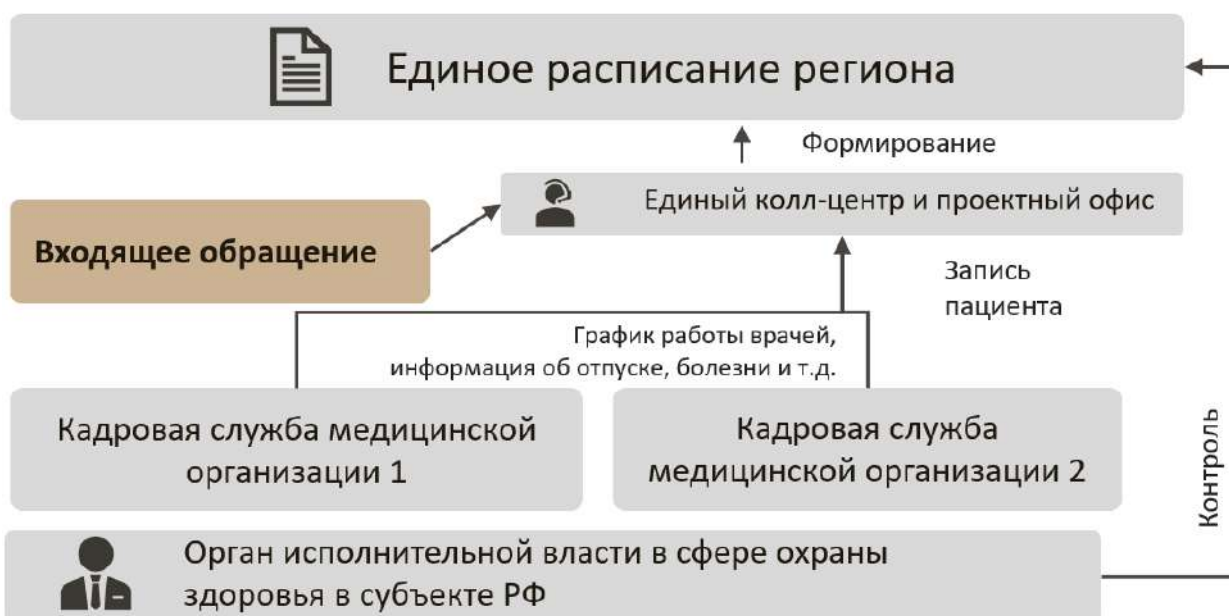 Единое расписание региона
Формирование
Единый колл-центр и проектный офис
Входящее обращение
Запись
пациента
График работы врачей,
информация об отпуске, болезни и т.д.
Кадровая служба медицинской
организации 1
Кадровая служба
медицинской организации 2
Контроль
Орган исполнительной власти в сфере охраны
здоровья в субъекте РФ